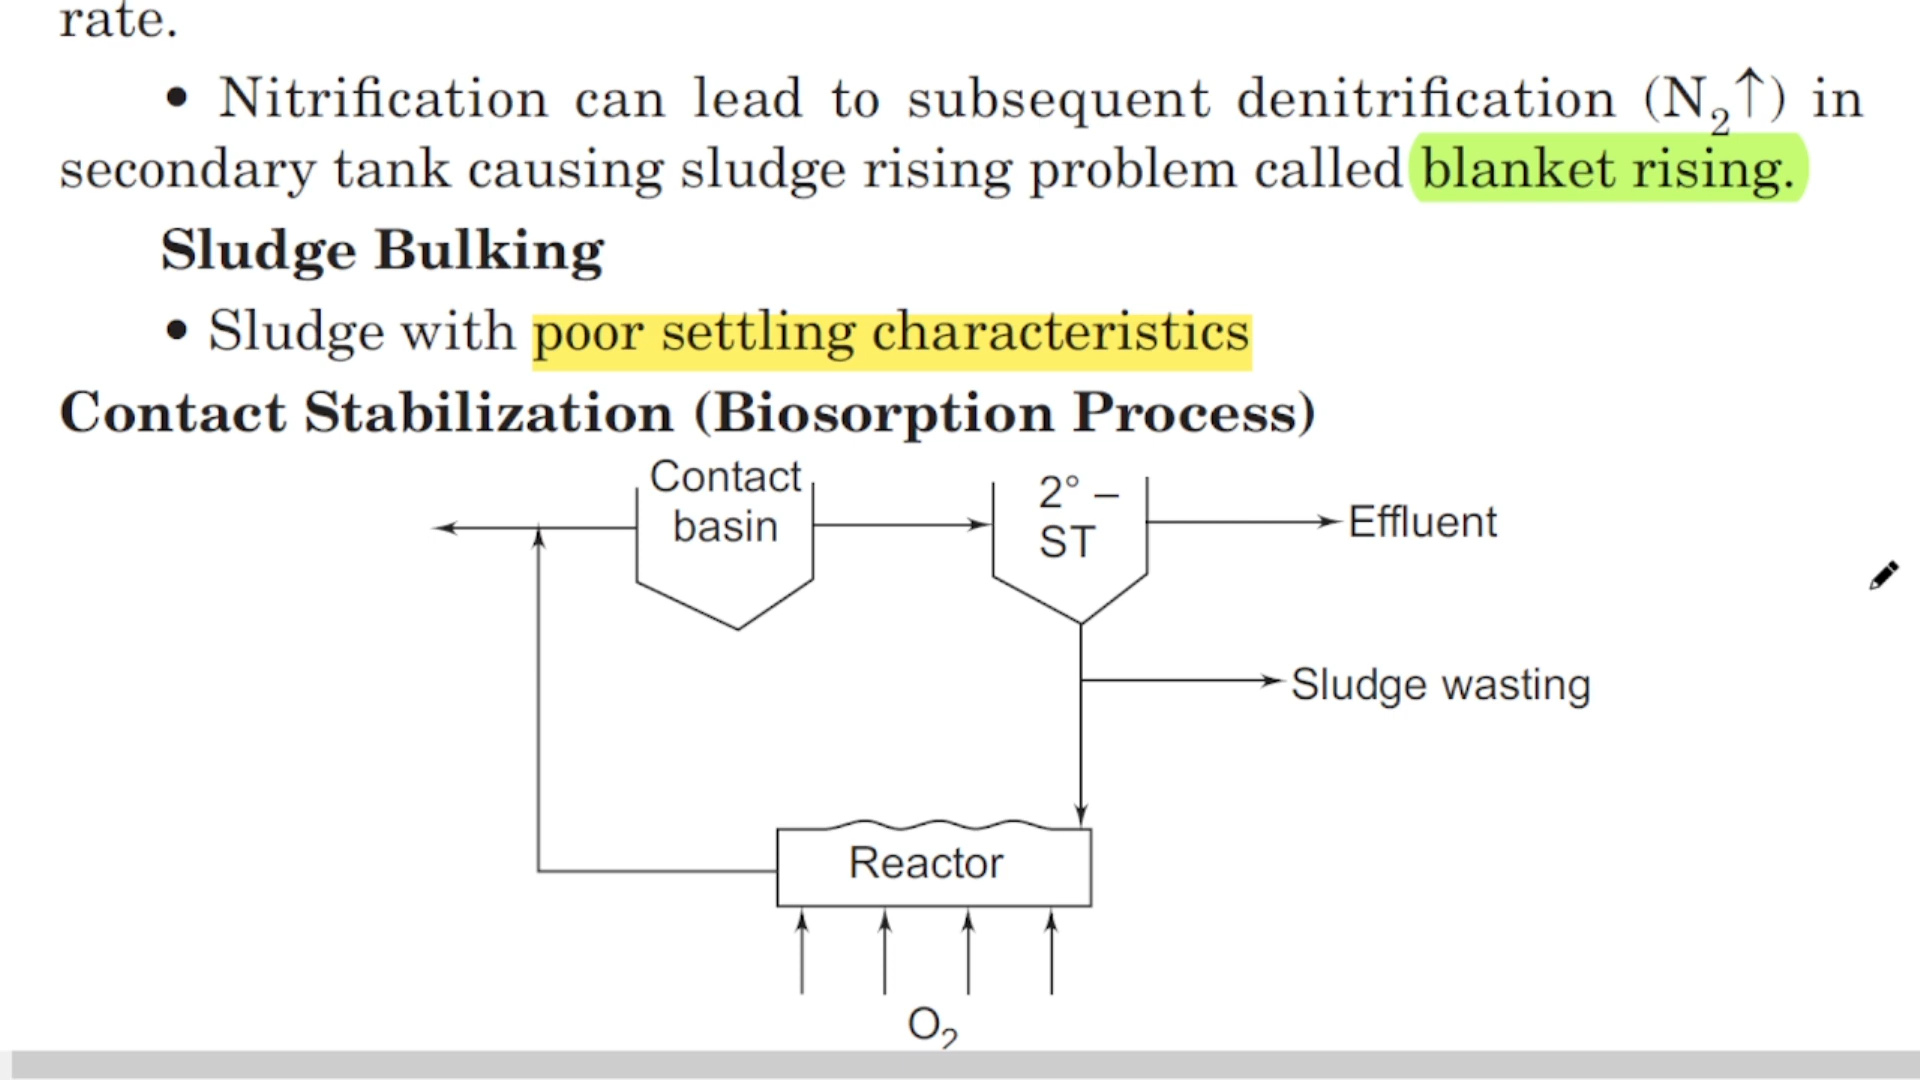 rate.
• Nitrification can lead to subsequent denitrification (N₂↑) in
secondary tank causing sludge rising problem called blanket rising.
Sludge Bulking
• Sludge with poor settling characteristics
Contact Stabilization (Biosorption Process)
Contact
basin
2° –
ST
Effluent
Sludge wasting
Reactor
O₂